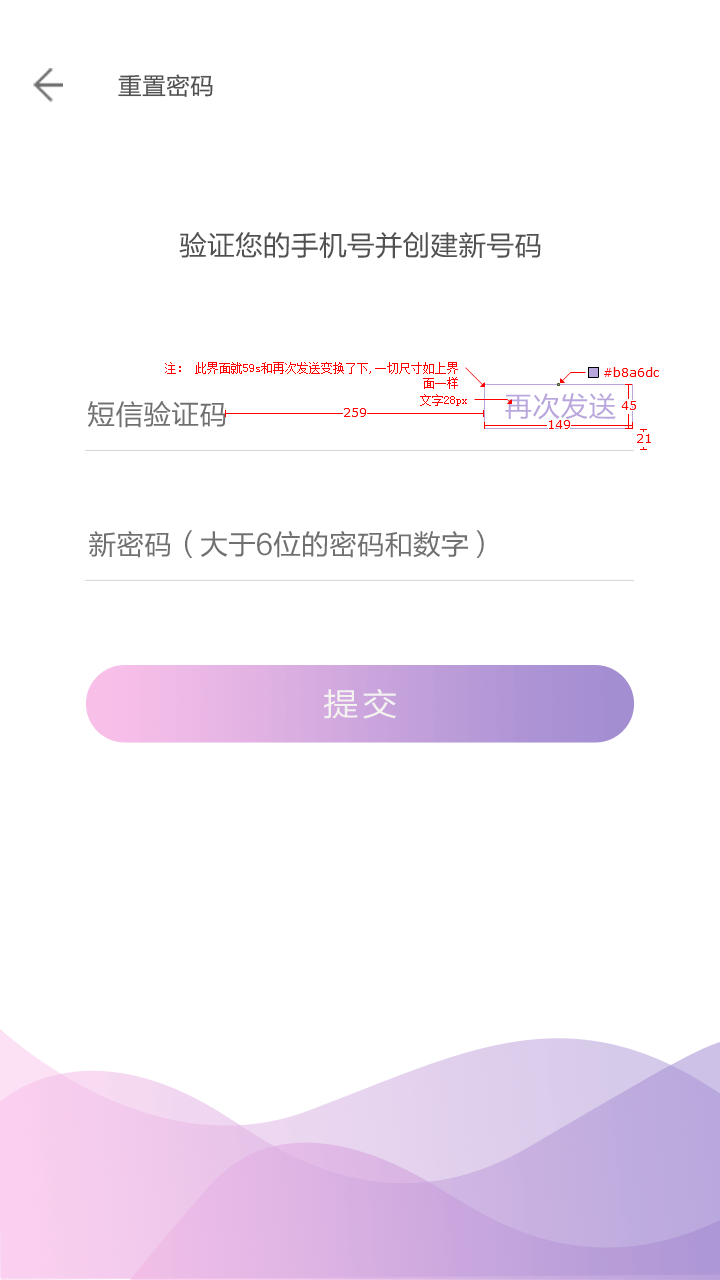 重置密码
验证您的手机号并创建新号码
注： 此界面就59s和再次发送变换了下,一切尺寸如上界
面一样
#b8a6dc
文字28px
短信验证码
259
再次发送
45
149
21
新密码（大于6位的密码和数字）
提交